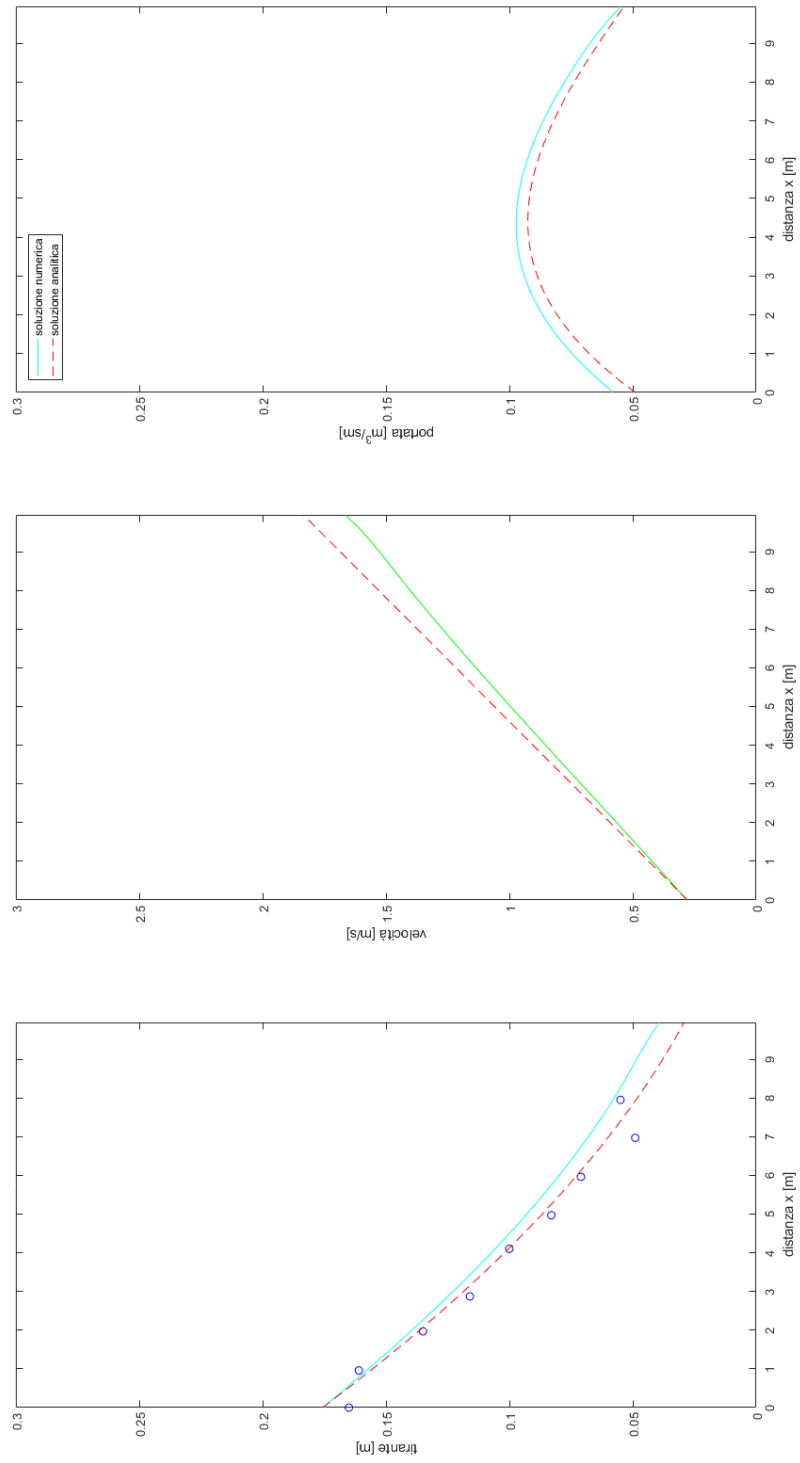 0.3
0.25
0.2
0.15
0.1
0.05
0
tirante [m]
0 1 2 3 4 5 6 7 8 9
distanza x [m]
3
2.5
2
1.5
1
0.5
0
velocità [m/s]
0 1 2 3 4 5 6 7 8 9
distanza x [m]
0.3
0.25
0.2
0.15
0.1
0.05
0
portata [m³/sm]
soluzione numerica
soluzione analitica
0 1 2 3 4 5 6 7 8 9
distanza x [m]